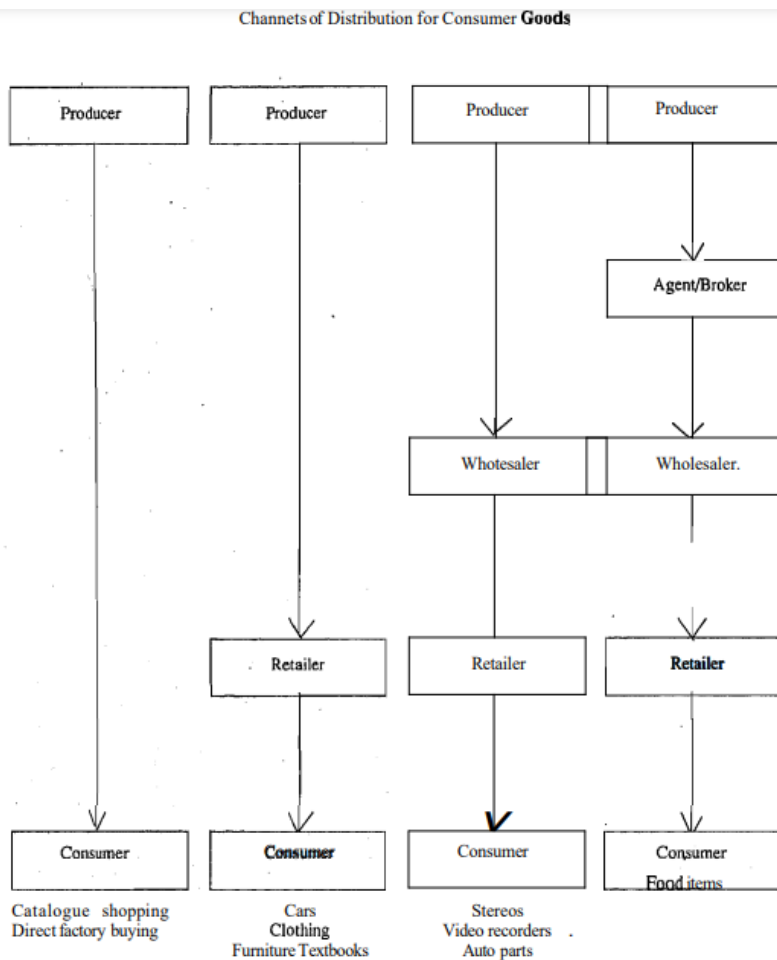 Channets of Distribution for Consumer Goods
Producer
Producer
Producer
Producer
Agent/Broker
Whotesaler
Wholesaler.
Retailer
Retailer
Retailer
Consumer
Consumer
Consumer
Consumer
Food items
Catalogue shopping
Direct factory buying
Cars
Clothing
Furniture Textbooks
Stereos
Video recorders .
Auto parts